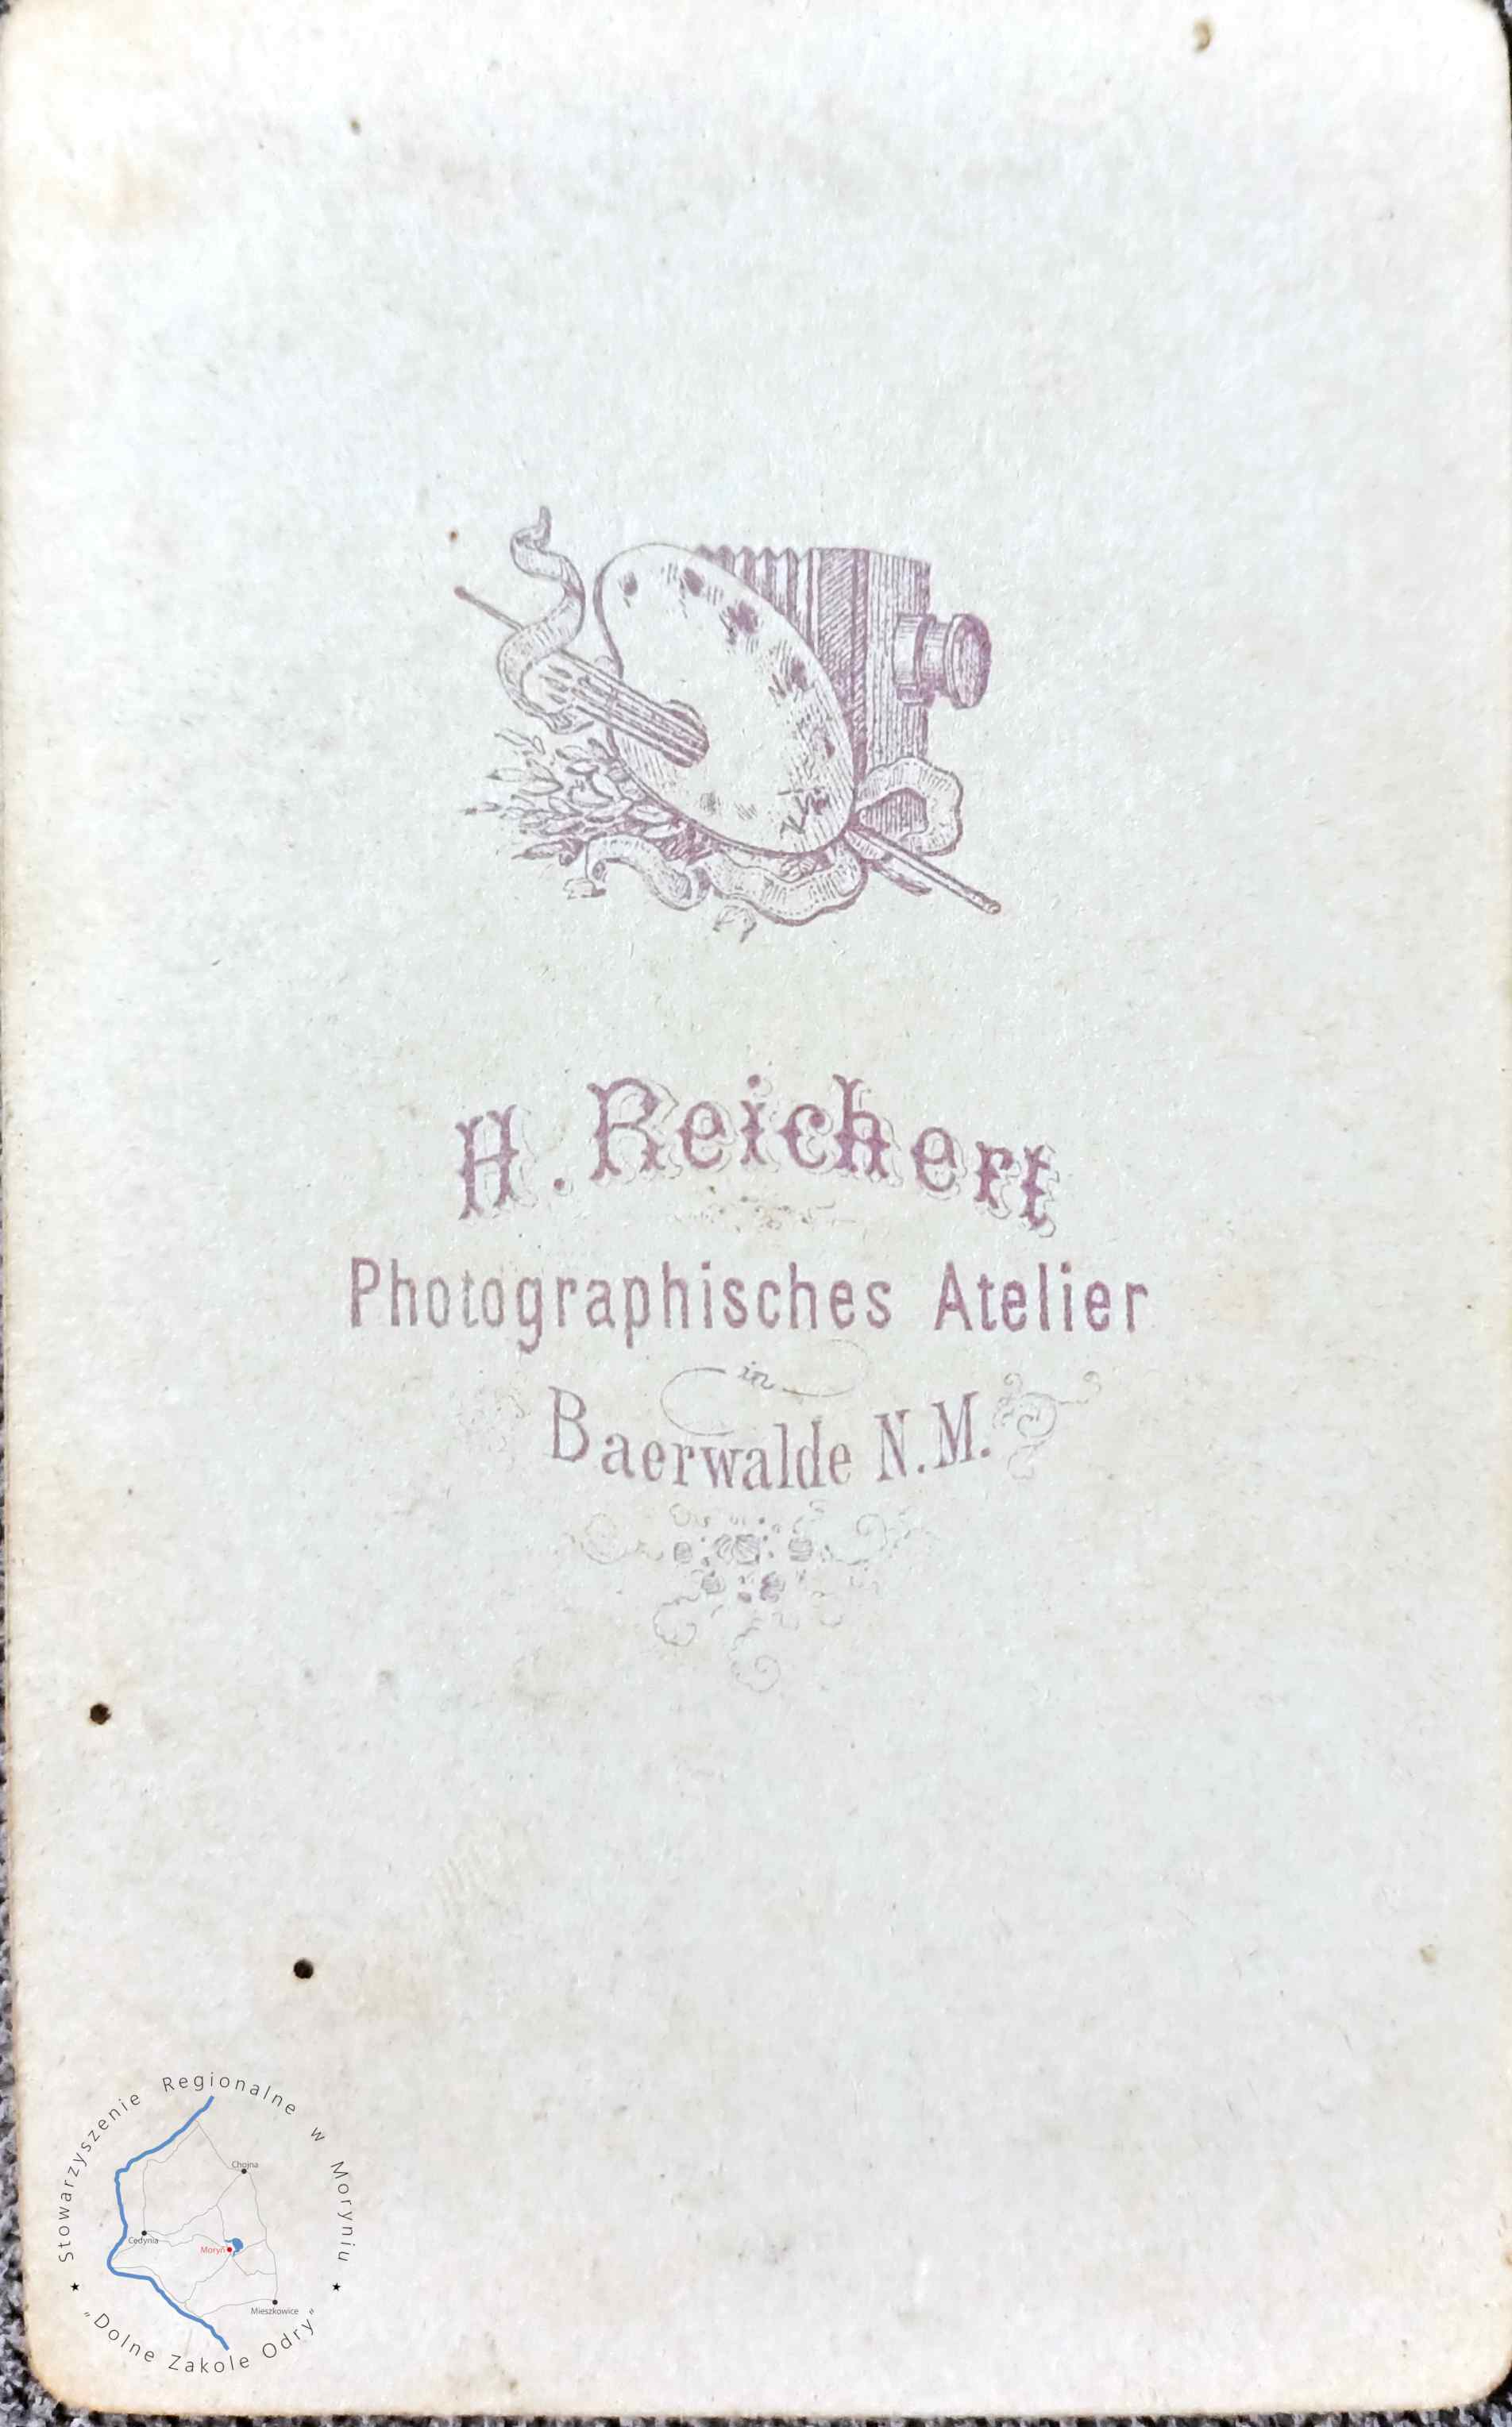 H. Reichert
Photographisches Atelier
in
Baerwalde N.M.
Stowarzyszenie Regionalne w Moryniu
Chojna
Cedynia
Moryń
Mieszkowice
★ "Dolne Zakole Odry" ★